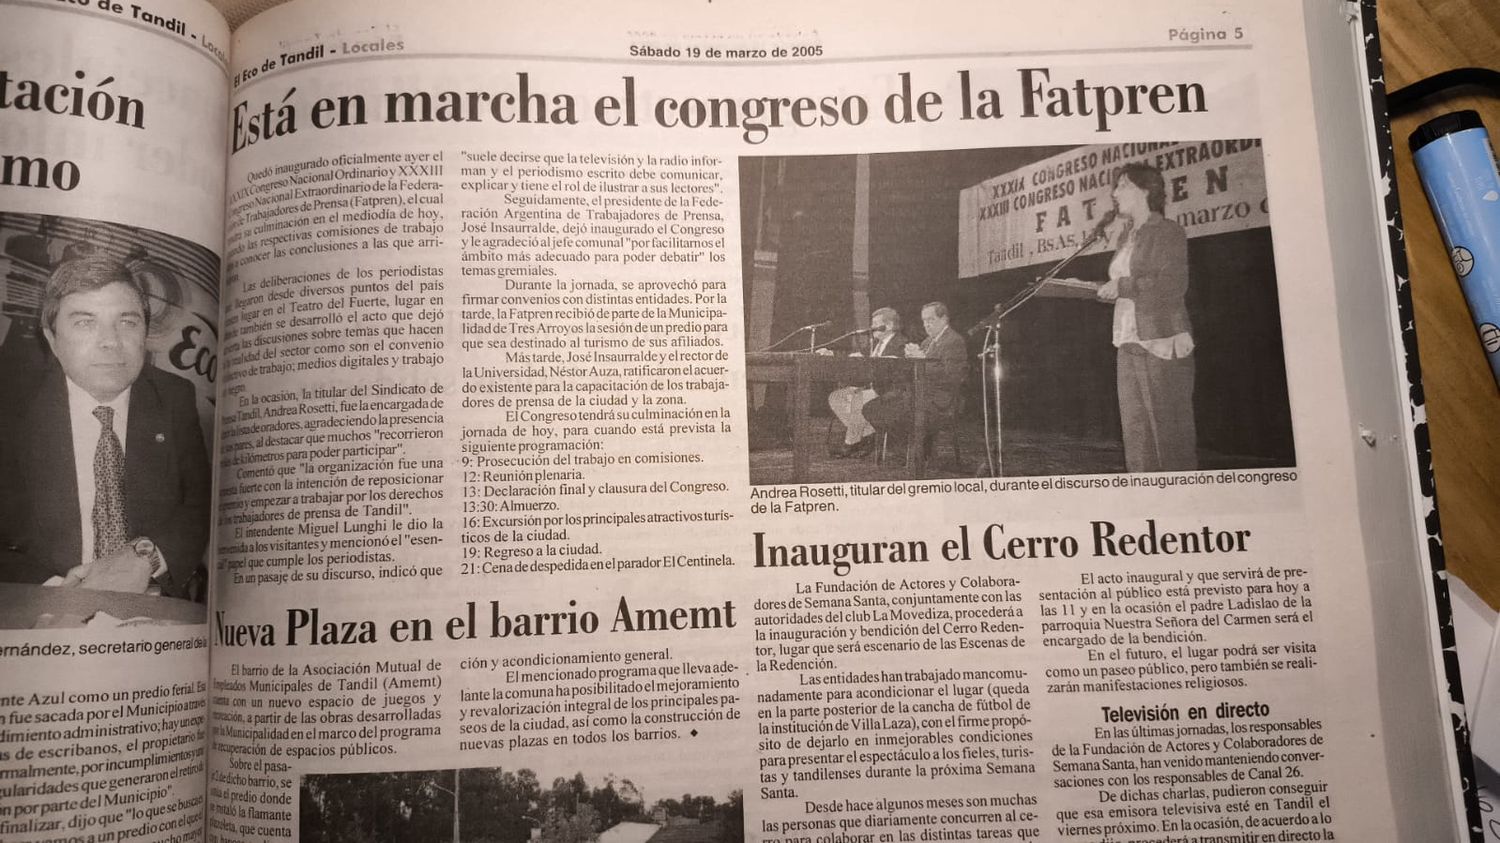 de Tandil - Locales
tación
mo
ernández, secretario general de la
nte Azul como un predio ferial. Esa
n fue sacada por el Municipio a través
dimiento administrativo; hay un expe
s de escribanos, el propietario fue
rmalmente, por incumplimientos y un
gularidades que generaron el retiro
n por parte del Municipio".
finalizar, dijo que "lo que se buscan
a un predio con el que
El Eco de Tandil - Locales
Sábado 19 de marzo de 2005
Página 5
Está en marcha el congreso de la Fatpren
Quedó inaugurado oficialmente ayer el
XXXIX Congreso Nacional Ordinario y XXXIII
Congreso Nacional Extraordinario de la Federa-
de Trabajadores de Prensa (Fatpren), el cual
su culminación en el mediodía de hoy,
las respectivas comisiones de trabajo
a conocer las conclusiones a las que arri-
Las deliberaciones de los periodistas
llegaron desde diversos puntos del país
lugar en el Teatro del Fuerte, lugar en
también se desarrolló el acto que dejó
las discusiones sobre temas que hacen
realidad del sector como son el convenio
de trabajo; medios digitales y trabajo
negro.
En la ocasión, la titular del Sindicato de
Prensa Tandil, Andrea Rosetti, fue la encargada de
la lista de oradores, agradeciendo la presencia
pares, al destacar que muchos "recorrieron
de kilómetros para poder participar".
Comentó que "la organización fue una
fuerte con la intención de reposicionar
y empezar a trabajar por los derechos
trabajadores de prensa de Tandil".
El intendente Miguel Lunghi le dio la
a los visitantes y mencionó el "esen-
papel que cumple los periodistas.
En un pasaje de su discurso, indicó que
"suele decirse que la televisión y la radio infor-
man y el periodismo escrito debe comunicar,
explicar y tiene el rol de ilustrar a sus lectores".
Seguidamente, el presidente de la Fede-
ración Argentina de Trabajadores de Prensa,
José Insaurralde, dejó inaugurado el Congreso
y le agradeció al jefe comunal "por facilitarnos el
ámbito más adecuado para poder debatir" los
temas gremiales.
Durante la jornada, se aprovechó para
firmar convenios con distintas entidades. Por la
tarde, la Fatpren recibió de parte de la Municipa-
lidad de Tres Arroyos la sesión de un predio para
que sea destinado al turismo de sus afiliados.
Más tarde, José Insaurralde y el rector de
la Universidad, Néstor Auza, ratificaron el acuer-
do existente para la capacitación de los trabaja-
dores de prensa de la ciudad y la zona.
El Congreso tendrá su culminación en la
jornada de hoy, para cuando está prevista la
siguiente programación:
9: Prosecución del trabajo en comisiones.
12: Reunión plenaria.
13: Declaración final y clausura del Congreso.
13:30: Almuerzo.
16: Excursión por los principales atractivos turís-
ticos de la ciudad.
19: Regreso a la ciudad.
21: Cena de despedida en el parador El Centinela.
XXXIX CONGRESO NACIONAL
XXXIII CONGRESO NACIONAL EXTRAORDI
FATPREN
Tandil, BsAs, marzo
Andrea Rosetti, titular del gremio local, durante el discurso de inauguración del congreso
de la Fatpren.
Nueva Plaza en el barrio Amemt
El barrio de la Asociación Mutual de
Empleados Municipales de Tandil (Amemt)
cuenta con un nuevo espacio de juegos y
recreación, a partir de las obras desarrolladas
por la Municipalidad en el marco del programa
de recuperación de espacios públicos.
Sobre el pasa-
de dicho barrio, se
el predio donde
se instaló la flamante
plazoleta, que cuenta
ción y acondicionamiento general.
El mencionado programa que lleva ade-
lante la comuna ha posibilitado el mejoramiento
y revalorización integral de los principales pa-
seos de la ciudad, así como la construcción de
nuevas plazas en todos los barrios. ◆
Inauguran el Cerro Redentor
La Fundación de Actores y Colabora-
dores de Semana Santa, conjuntamente con las
autoridades del club La Movediza, procederá a
la inauguración y bendición del Cerro Reden-
tor, lugar que será escenario de las Escenas de
la Redención.
Las entidades han trabajado mancomu-
nadamente para acondicionar el lugar (queda
en la parte posterior de la cancha de fútbol de
la institución de Villa Laza), con el firme propó-
sito de dejarlo en inmejorables condiciones
para presentar el espectáculo a los fieles, turis-
tas y tandilenses durante la próxima Semana
Santa.
Desde hace algunos meses son muchas
las personas que diariamente concurren al ce-
rro para colaborar en las distintas tareas que
El acto inaugural y que servirá de pre-
sentación al público está previsto para hoy a
las 11 y en la ocasión el padre Ladislao de la
parroquia Nuestra Señora del Carmen será el
encargado de la bendición.
En el futuro, el lugar podrá ser visita
como un paseo público, pero también se reali-
zarán manifestaciones religiosos.
Televisión en directo
En las últimas jornadas, los responsables
de la Fundación de Actores y Colaboradores de
Semana Santa, han venido manteniendo conver-
saciones con los responsables de Canal 26.
De dichas charlas, pudieron conseguir
que esa emisora televisiva esté en Tandil el
viernes próximo. En la ocasión, de acuerdo a lo
procederá a transmitir en directo la